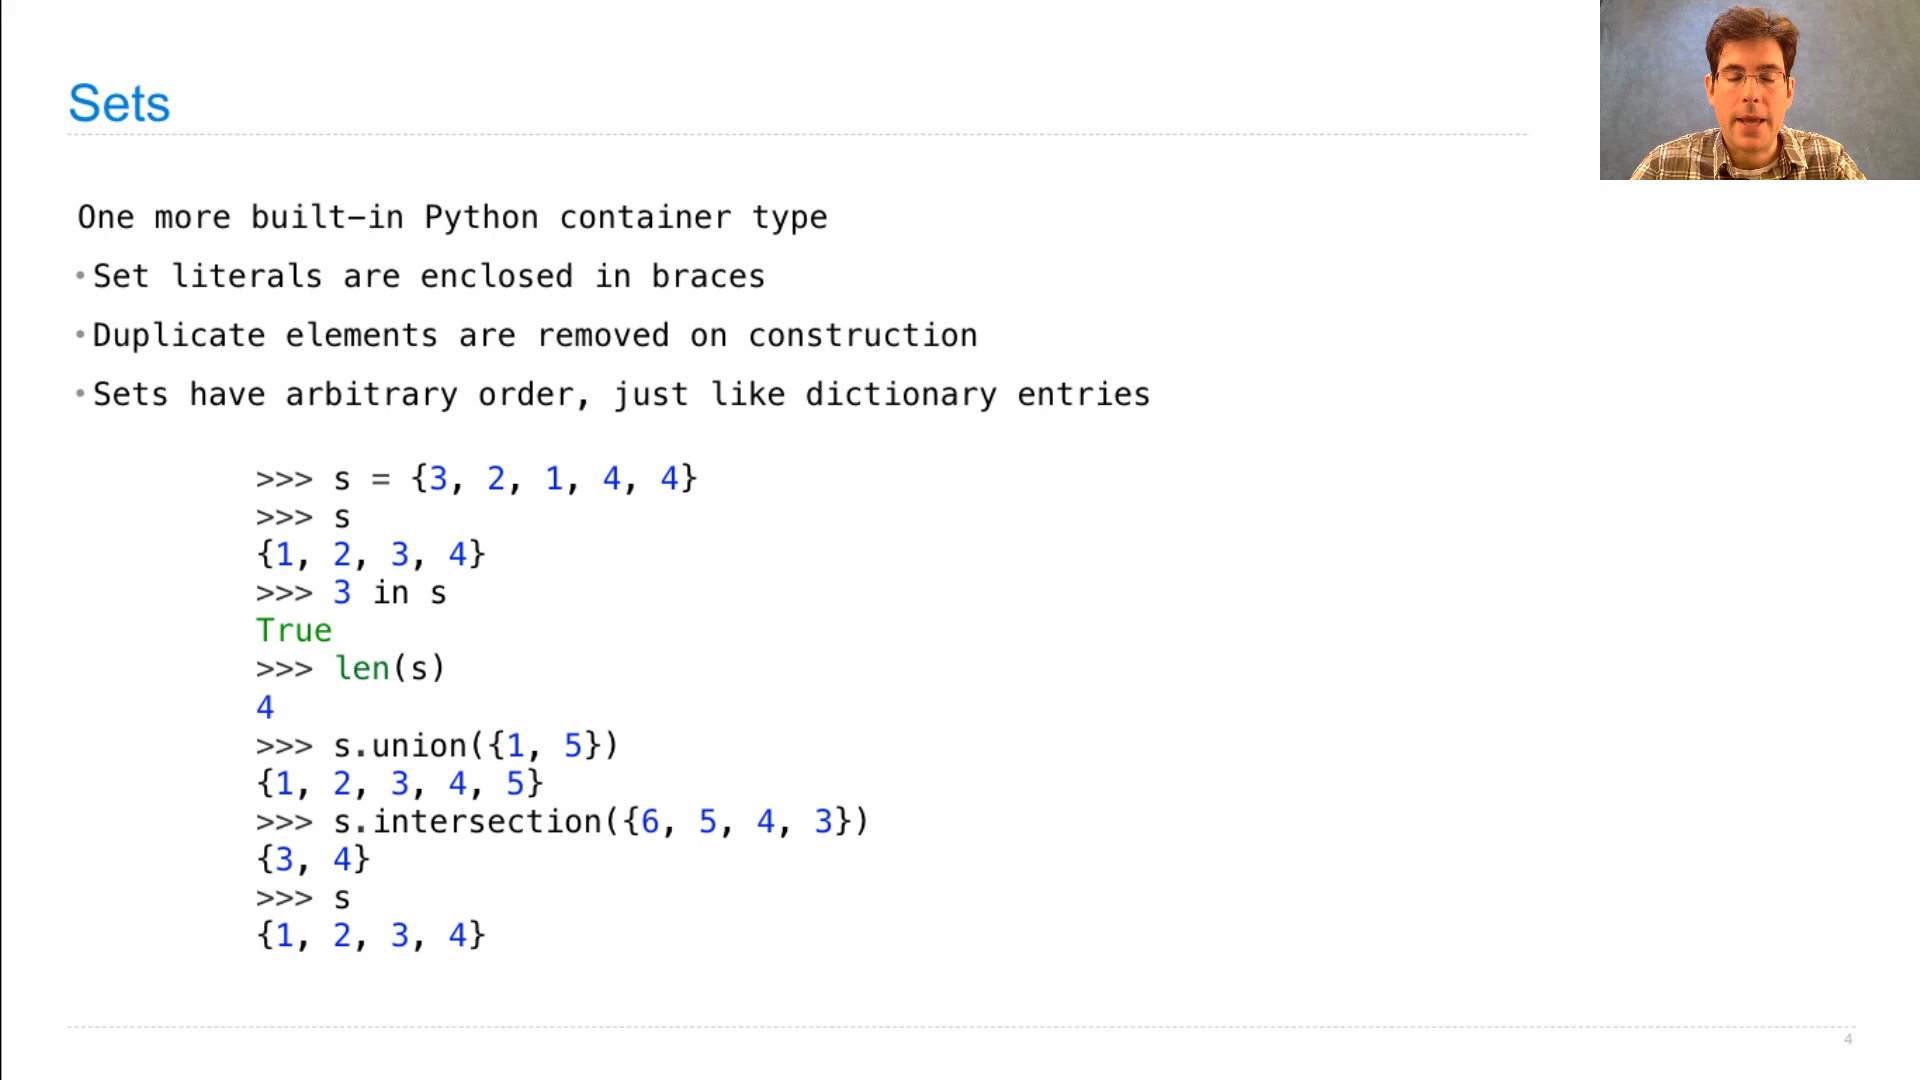 Sets
One more built-in Python container type
•Set literals are enclosed in braces
•Duplicate elements are removed on construction
•Sets have arbitrary order, just like dictionary entries
>>> s = {3, 2, 1, 4, 4}
>>> s
{1, 2, 3, 4}
>>> 3 in s
True
>>> len(s)
4
>>> s.union({1, 5})
{1, 2, 3, 4, 5}
>>> s.intersection({6, 5, 4, 3})
{3, 4}
>>> s
{1, 2, 3, 4}
4